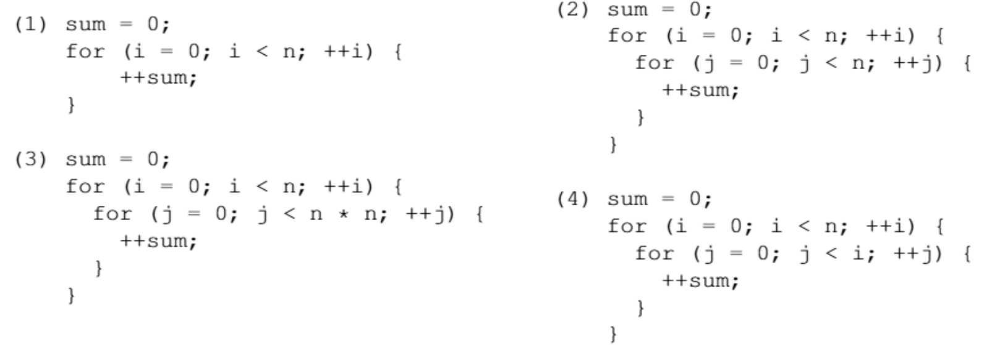 (1) sum = 0;
for (i = 0; i < n; ++i) {
++sum;
}
(2) sum = 0;
for (i = 0; i < n; ++i) {
for (j = 0; j < n; ++j) {
++sum;
}
}
(3) sum = 0;
for (i = 0; i < n; ++i) {
for (j = 0; j < n * n; ++j) {
++sum;
}
}
(4) sum = 0;
for (i = 0; i < n; ++i) {
for (j = 0; j < i; ++j) {
++sum;
}
}